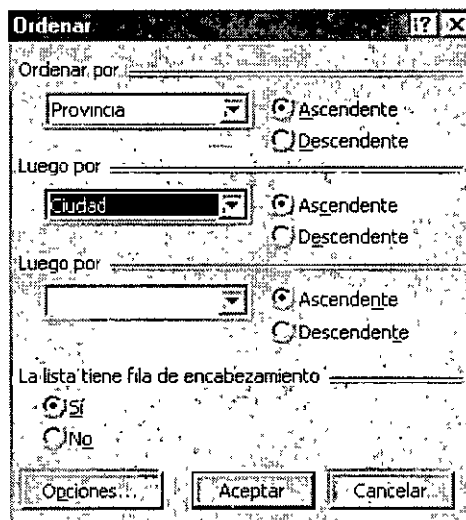 Ordenar
Ordenar por
Provincia
Ascendente
Descendente
Luego por
Ciudad
Ascendente
Descendente
Luego por
Ascendente
Descendente
La lista tiene fila de encabezamiento
Sí
No
Opciones...
Aceptar
Cancelar